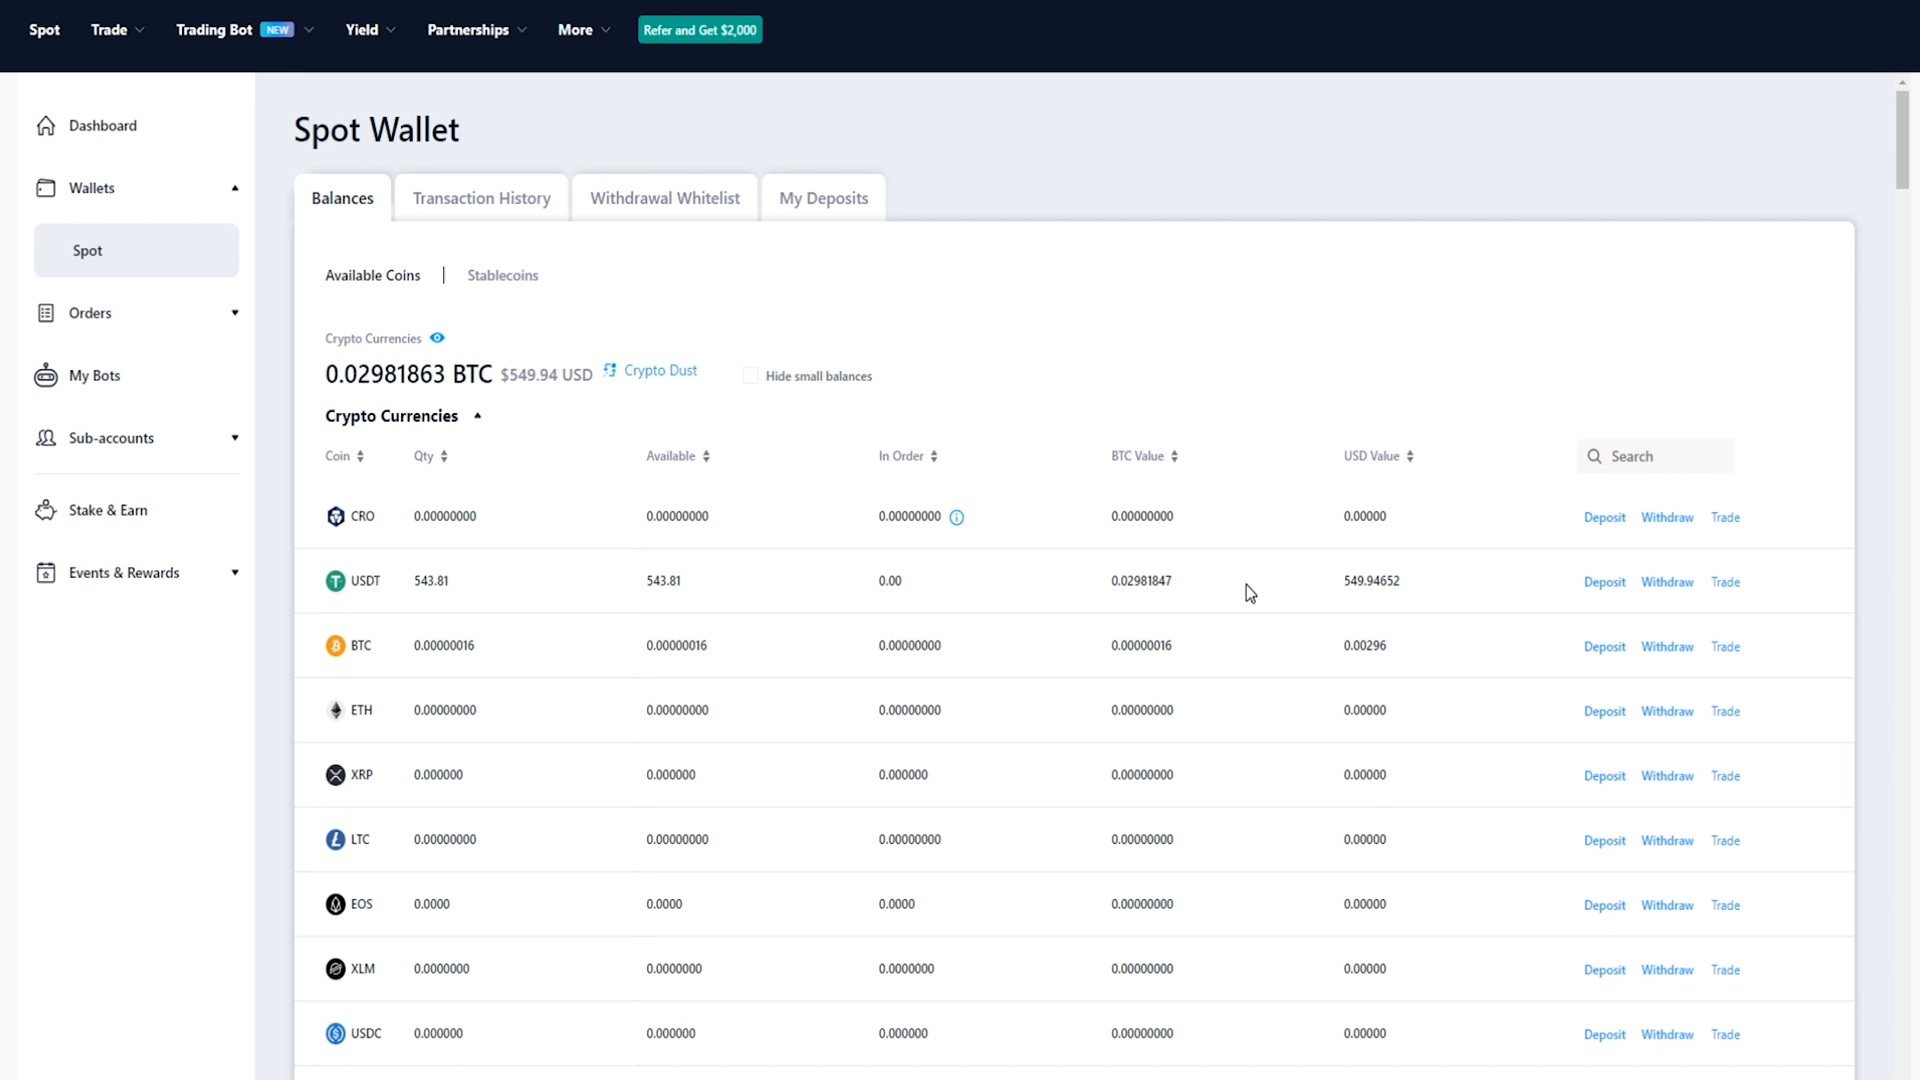 Spot Trade Trading Bot NEW Yield Partnerships More Refer and Get $2,000
Dashboard
Wallets
Spot
Orders
My Bots
Sub-accounts
Stake & Earn
Events & Rewards
Spot Wallet
Balances Transaction History Withdrawal Whitelist My Deposits
Available Coins | Stablecoins
Crypto Currencies
0.02981863 BTC $549.94 USD Crypto Dust Hide small balances
Crypto Currencies
Coin Qty Available In Order BTC Value USD Value Search
CRO 0.00000000 0.00000000 0.00000000 0.00000000 0.00000 Deposit Withdraw Trade
USDT 543.81 543.81 0.00 0.02981847 549.94652 Deposit Withdraw Trade
BTC 0.00000016 0.00000016 0.00000000 0.00000016 0.00296 Deposit Withdraw Trade
ETH 0.00000000 0.00000000 0.00000000 0.00000000 0.00000 Deposit Withdraw Trade
XRP 0.000000 0.000000 0.000000 0.00000000 0.00000 Deposit Withdraw Trade
LTC 0.00000000 0.00000000 0.00000000 0.00000000 0.00000 Deposit Withdraw Trade
EOS 0.0000 0.0000 0.0000 0.00000000 0.00000 Deposit Withdraw Trade
XLM 0.0000000 0.0000000 0.0000000 0.00000000 0.00000 Deposit Withdraw Trade
USDC 0.000000 0.000000 0.000000 0.00000000 0.00000 Deposit Withdraw Trade